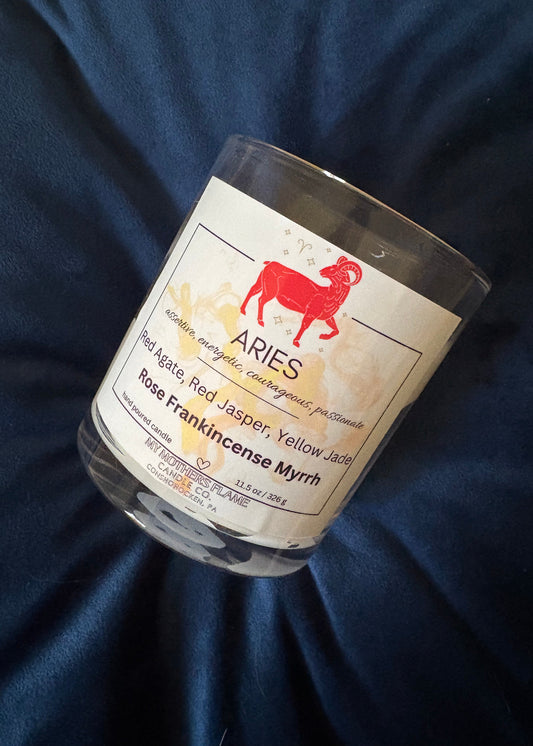 ARIES
assertive, energetic, courageous, passionate
Red Agate, Red Jasper, Yellow Jade
Rose Frankincense Myrrh
hand poured candle
11.5 oz / 326 g
MY MOTHERS FLAME
CANDLE CO.
CONSHOHOCKEN, PA